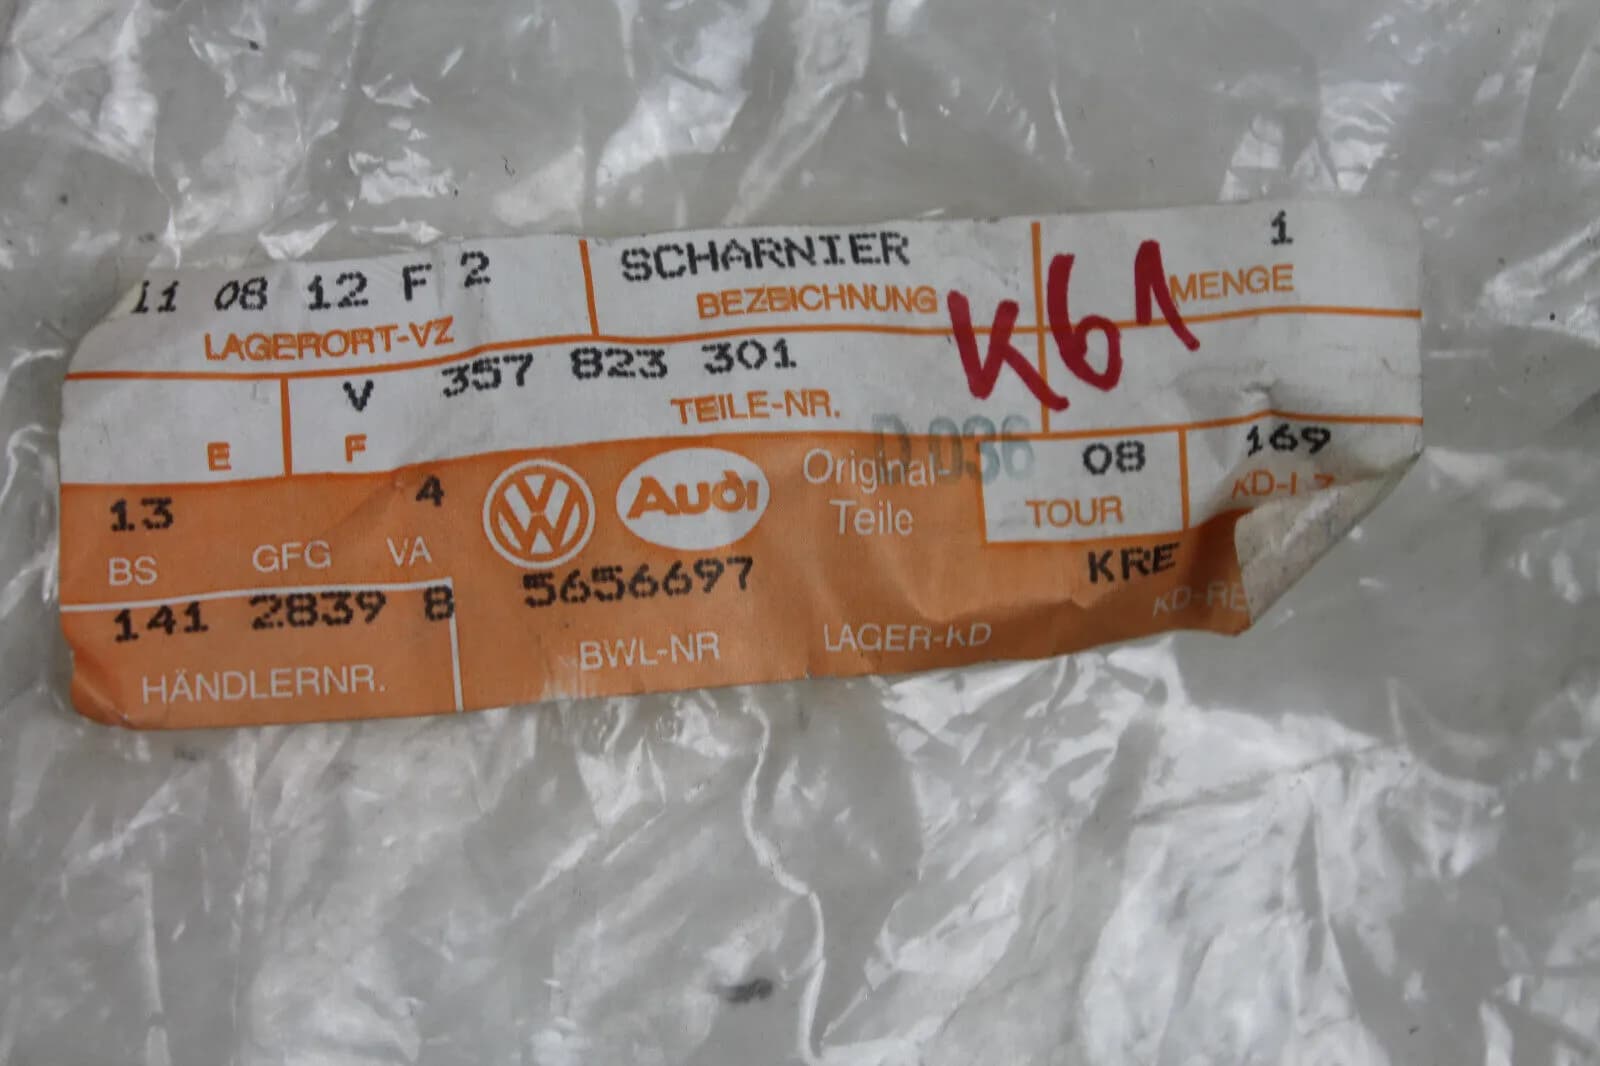 11 08 12 F 2 SCHARNIER 1
LAGERORT-VZ BEZEICHNUNG K61 MENGE
V 357 823 301
E F TEILE-NR.
D.036
13 4 Audi Original- 08 169
BS GFG VA Teile TOUR
141 2839 8 5656697 KRE
HÄNDLERNR. BWL-NR LAGER-KD